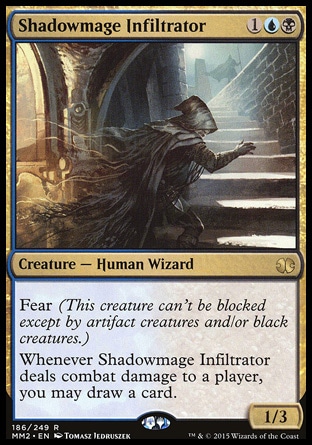 Shadowmage Infiltrator 1
Creature — Human Wizard
Fear (This creature can't be blocked
except by artifact creatures and/or black
creatures.)
Whenever Shadowmage Infiltrator
deals combat damage to a player,
you may draw a card.
1/3
186/249 R
MM2 • EN Tomasz Jedruszek
™ & © 2015 Wizards of the Coast